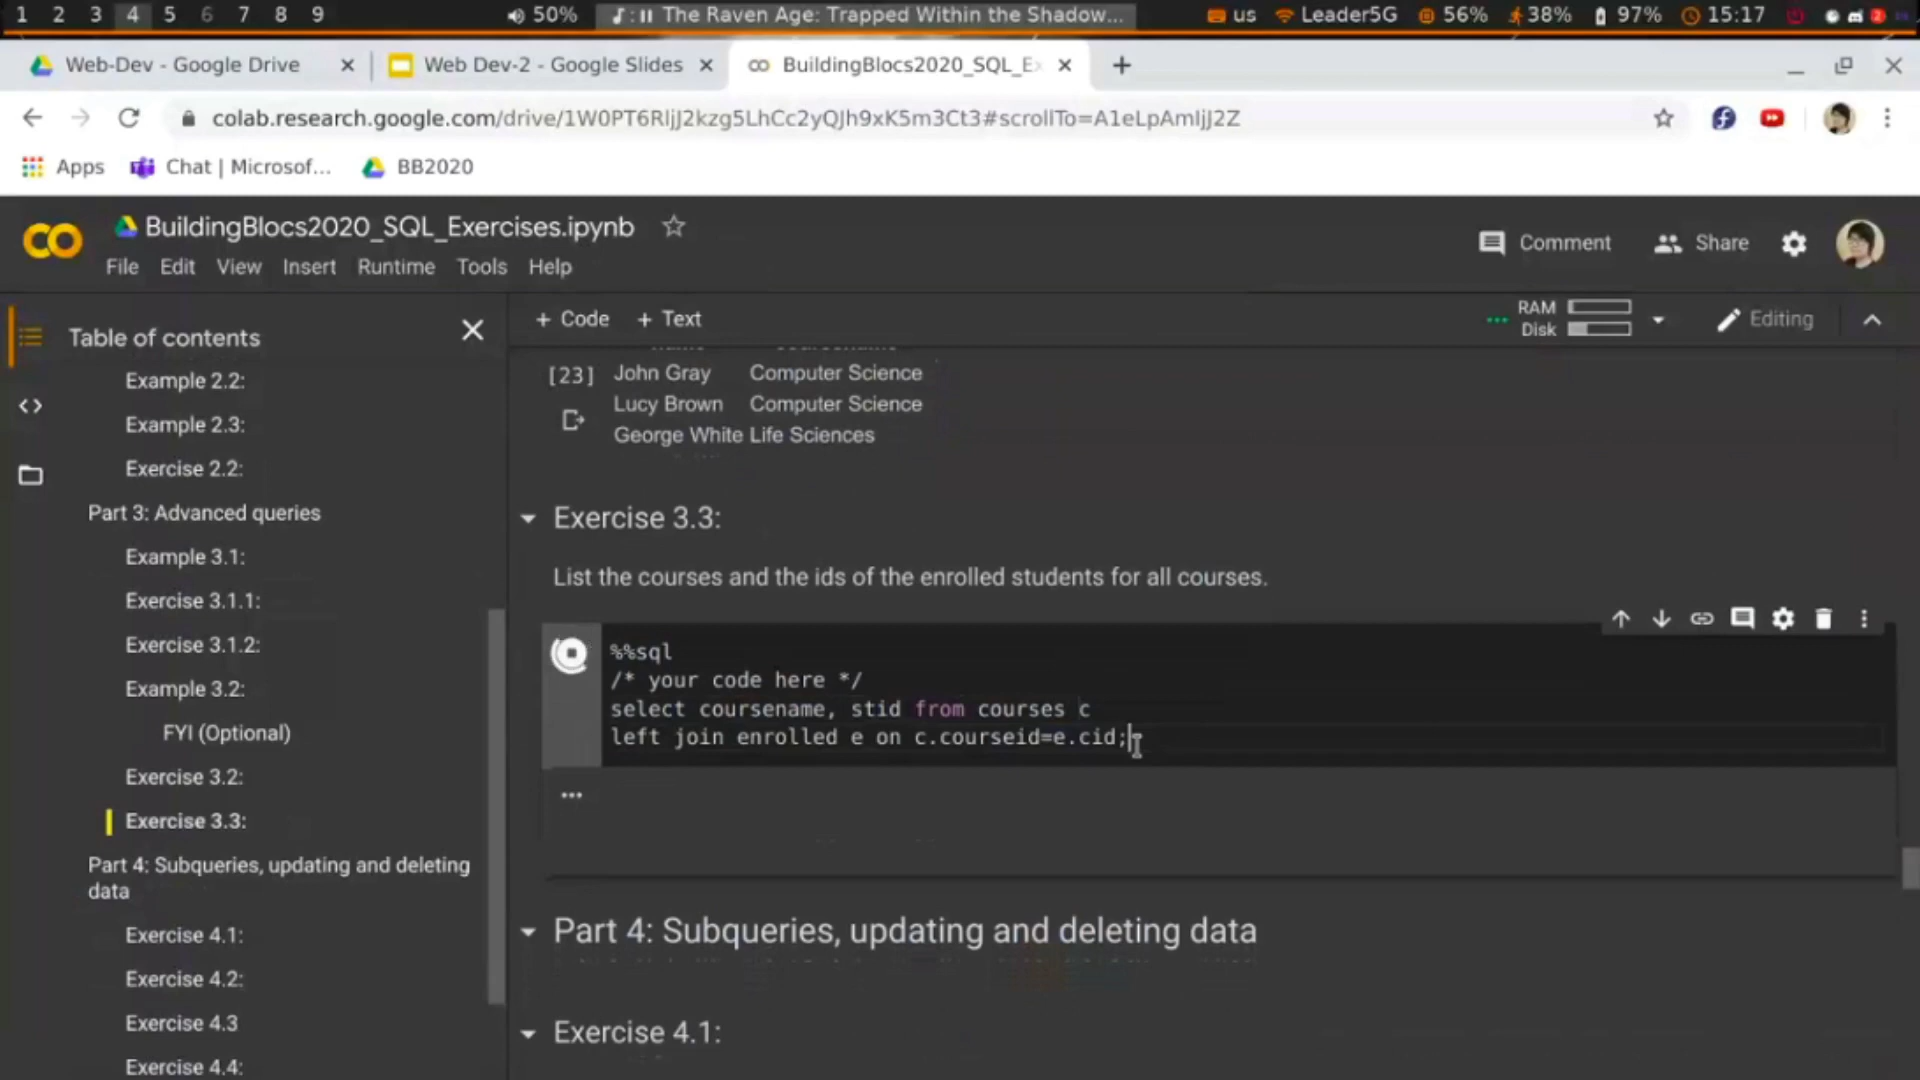 1 2 3 4 5 6 7 8 9
50%
The Raven Age: Trapped Within the Shadow...
us Leader5G 56% 38% 97% 15:17
Web-Dev - Google Drive
Web Dev-2 - Google Slides
BuildingBlocs2020_SQL_E
colab.research.google.com/drive/1W0PT6RljJ2kzg5LhCc2yQJh9xK5m3Ct3#scrollTo=A1eLpAmIjJ2Z
Apps
Chat | Microsof...
BB2020
BuildingBlocs2020_SQL_Exercises.ipynb
Comment
Share
File Edit View Insert Runtime Tools Help
Table of contents
+ Code + Text
RAM
Disk
Editing
Example 2.2:
Example 2.3:
Exercise 2.2:
Part 3: Advanced queries
Example 3.1:
Exercise 3.1.1:
Exercise 3.1.2:
Example 3.2:
FYI (Optional)
Exercise 3.2:
Exercise 3.3:
Part 4: Subqueries, updating and deleting
data
Exercise 4.1:
Exercise 4.2:
Exercise 4.3
Exercise 4.4:
[23] John Gray Computer Science
Lucy Brown Computer Science
George White Life Sciences
Exercise 3.3:
List the courses and the ids of the enrolled students for all courses.
%%sql
/* your code here */
select coursename, stid from courses c
left join enrolled e on c.courseid=e.cid;
...
Part 4: Subqueries, updating and deleting data
Exercise 4.1: